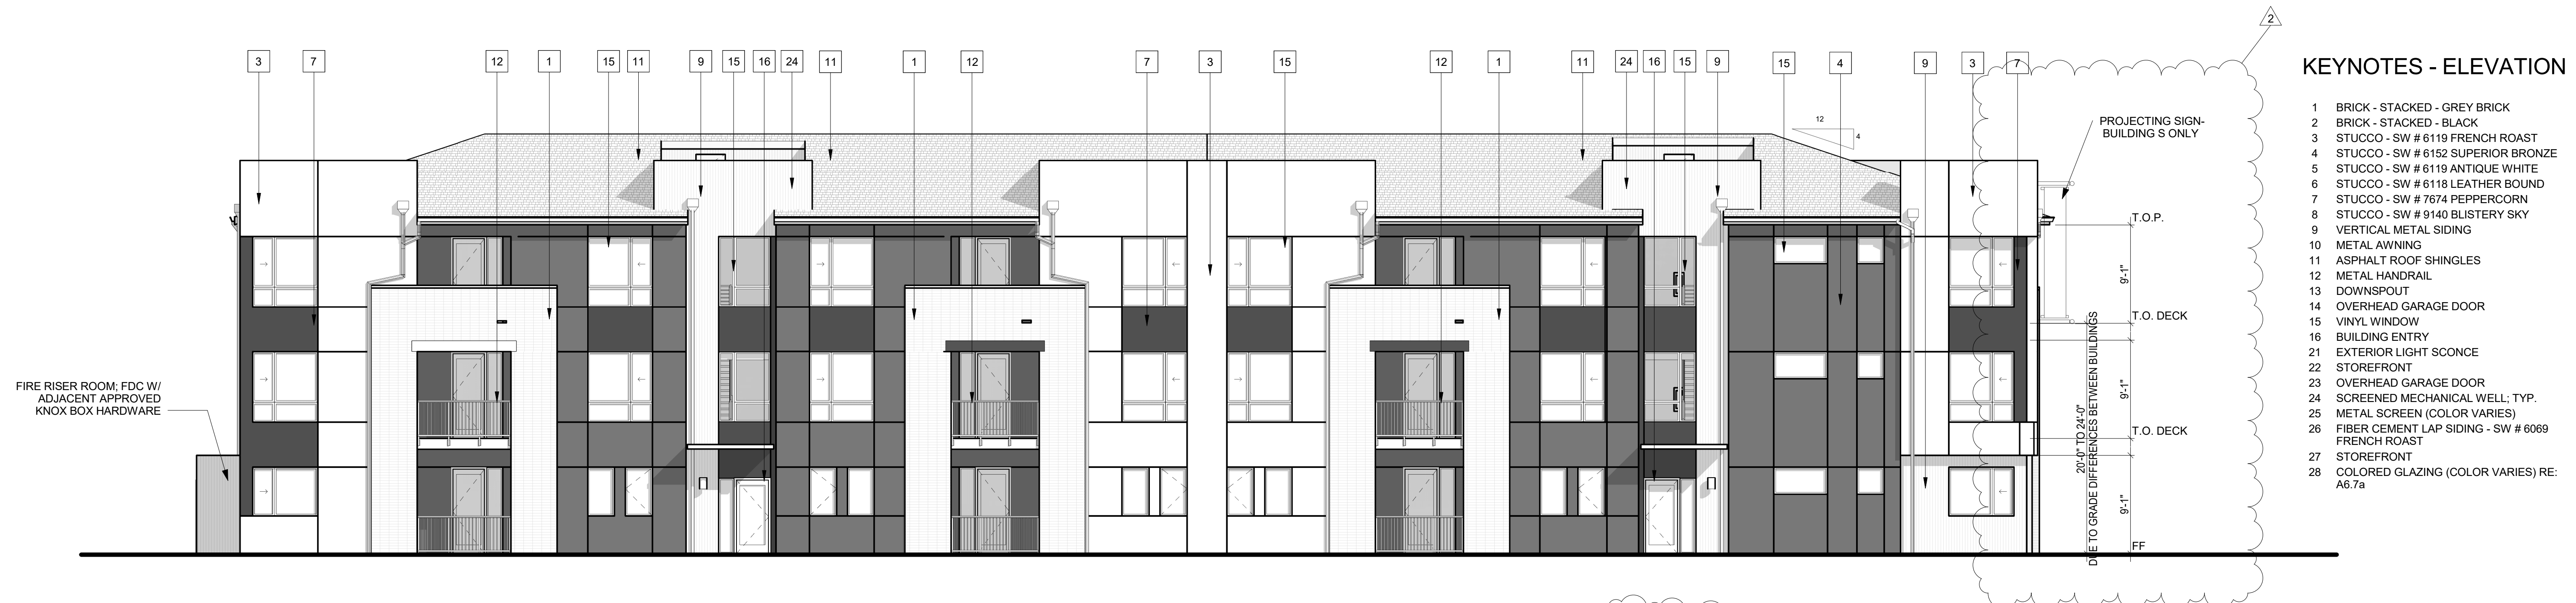 2
3 7 12 1 15 11 9 15 16 24 11 1 12 7 3 15 12 1 11 24 16 15 9 15 4 9 3 7
KEYNOTES - ELEVATION
1 BRICK - STACKED - GREY BRICK
2 BRICK - STACKED - BLACK
3 STUCCO - SW # 6119 FRENCH ROAST
4 STUCCO - SW # 6152 SUPERIOR BRONZE
5 STUCCO - SW # 6119 ANTIQUE WHITE
6 STUCCO - SW # 6118 LEATHER BOUND
7 STUCCO - SW # 7674 PEPPERCORN
8 STUCCO - SW # 9140 BLISTERY SKY
9 VERTICAL METAL SIDING
10 METAL AWNING
11 ASPHALT ROOF SHINGLES
12 METAL HANDRAIL
13 DOWNSPOUT
14 OVERHEAD GARAGE DOOR
15 VINYL WINDOW
16 BUILDING ENTRY
21 EXTERIOR LIGHT SCONCE
22 STOREFRONT
23 OVERHEAD GARAGE DOOR
24 SCREENED MECHANICAL WELL; TYP.
25 METAL SCREEN (COLOR VARIES)
26 FIBER CEMENT LAP SIDING - SW # 6069
FRENCH ROAST
27 STOREFRONT
28 COLORED GLAZING (COLOR VARIES) RE:
A6.7a
PROJECTING SIGN-
BUILDING S ONLY
12
4
T.O.P.
9'-1"
T.O. DECK
9'-1"
T.O. DECK
9'-1"
FF
20'-0" TO 24'-0"
DUE TO GRADE DIFFERENCES BETWEEN BUILDINGS
FIRE RISER ROOM; FDC W/
ADJACENT APPROVED
KNOX BOX HARDWARE